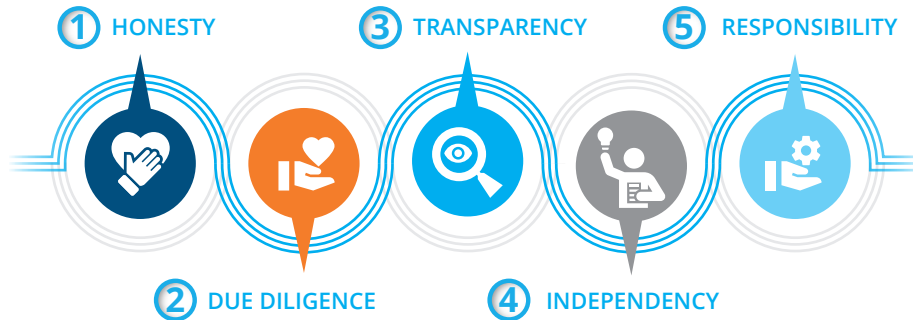 1 HONESTY
2 DUE DILIGENCE
3 TRANSPARENCY
4 INDEPENDENCY
5 RESPONSIBILITY